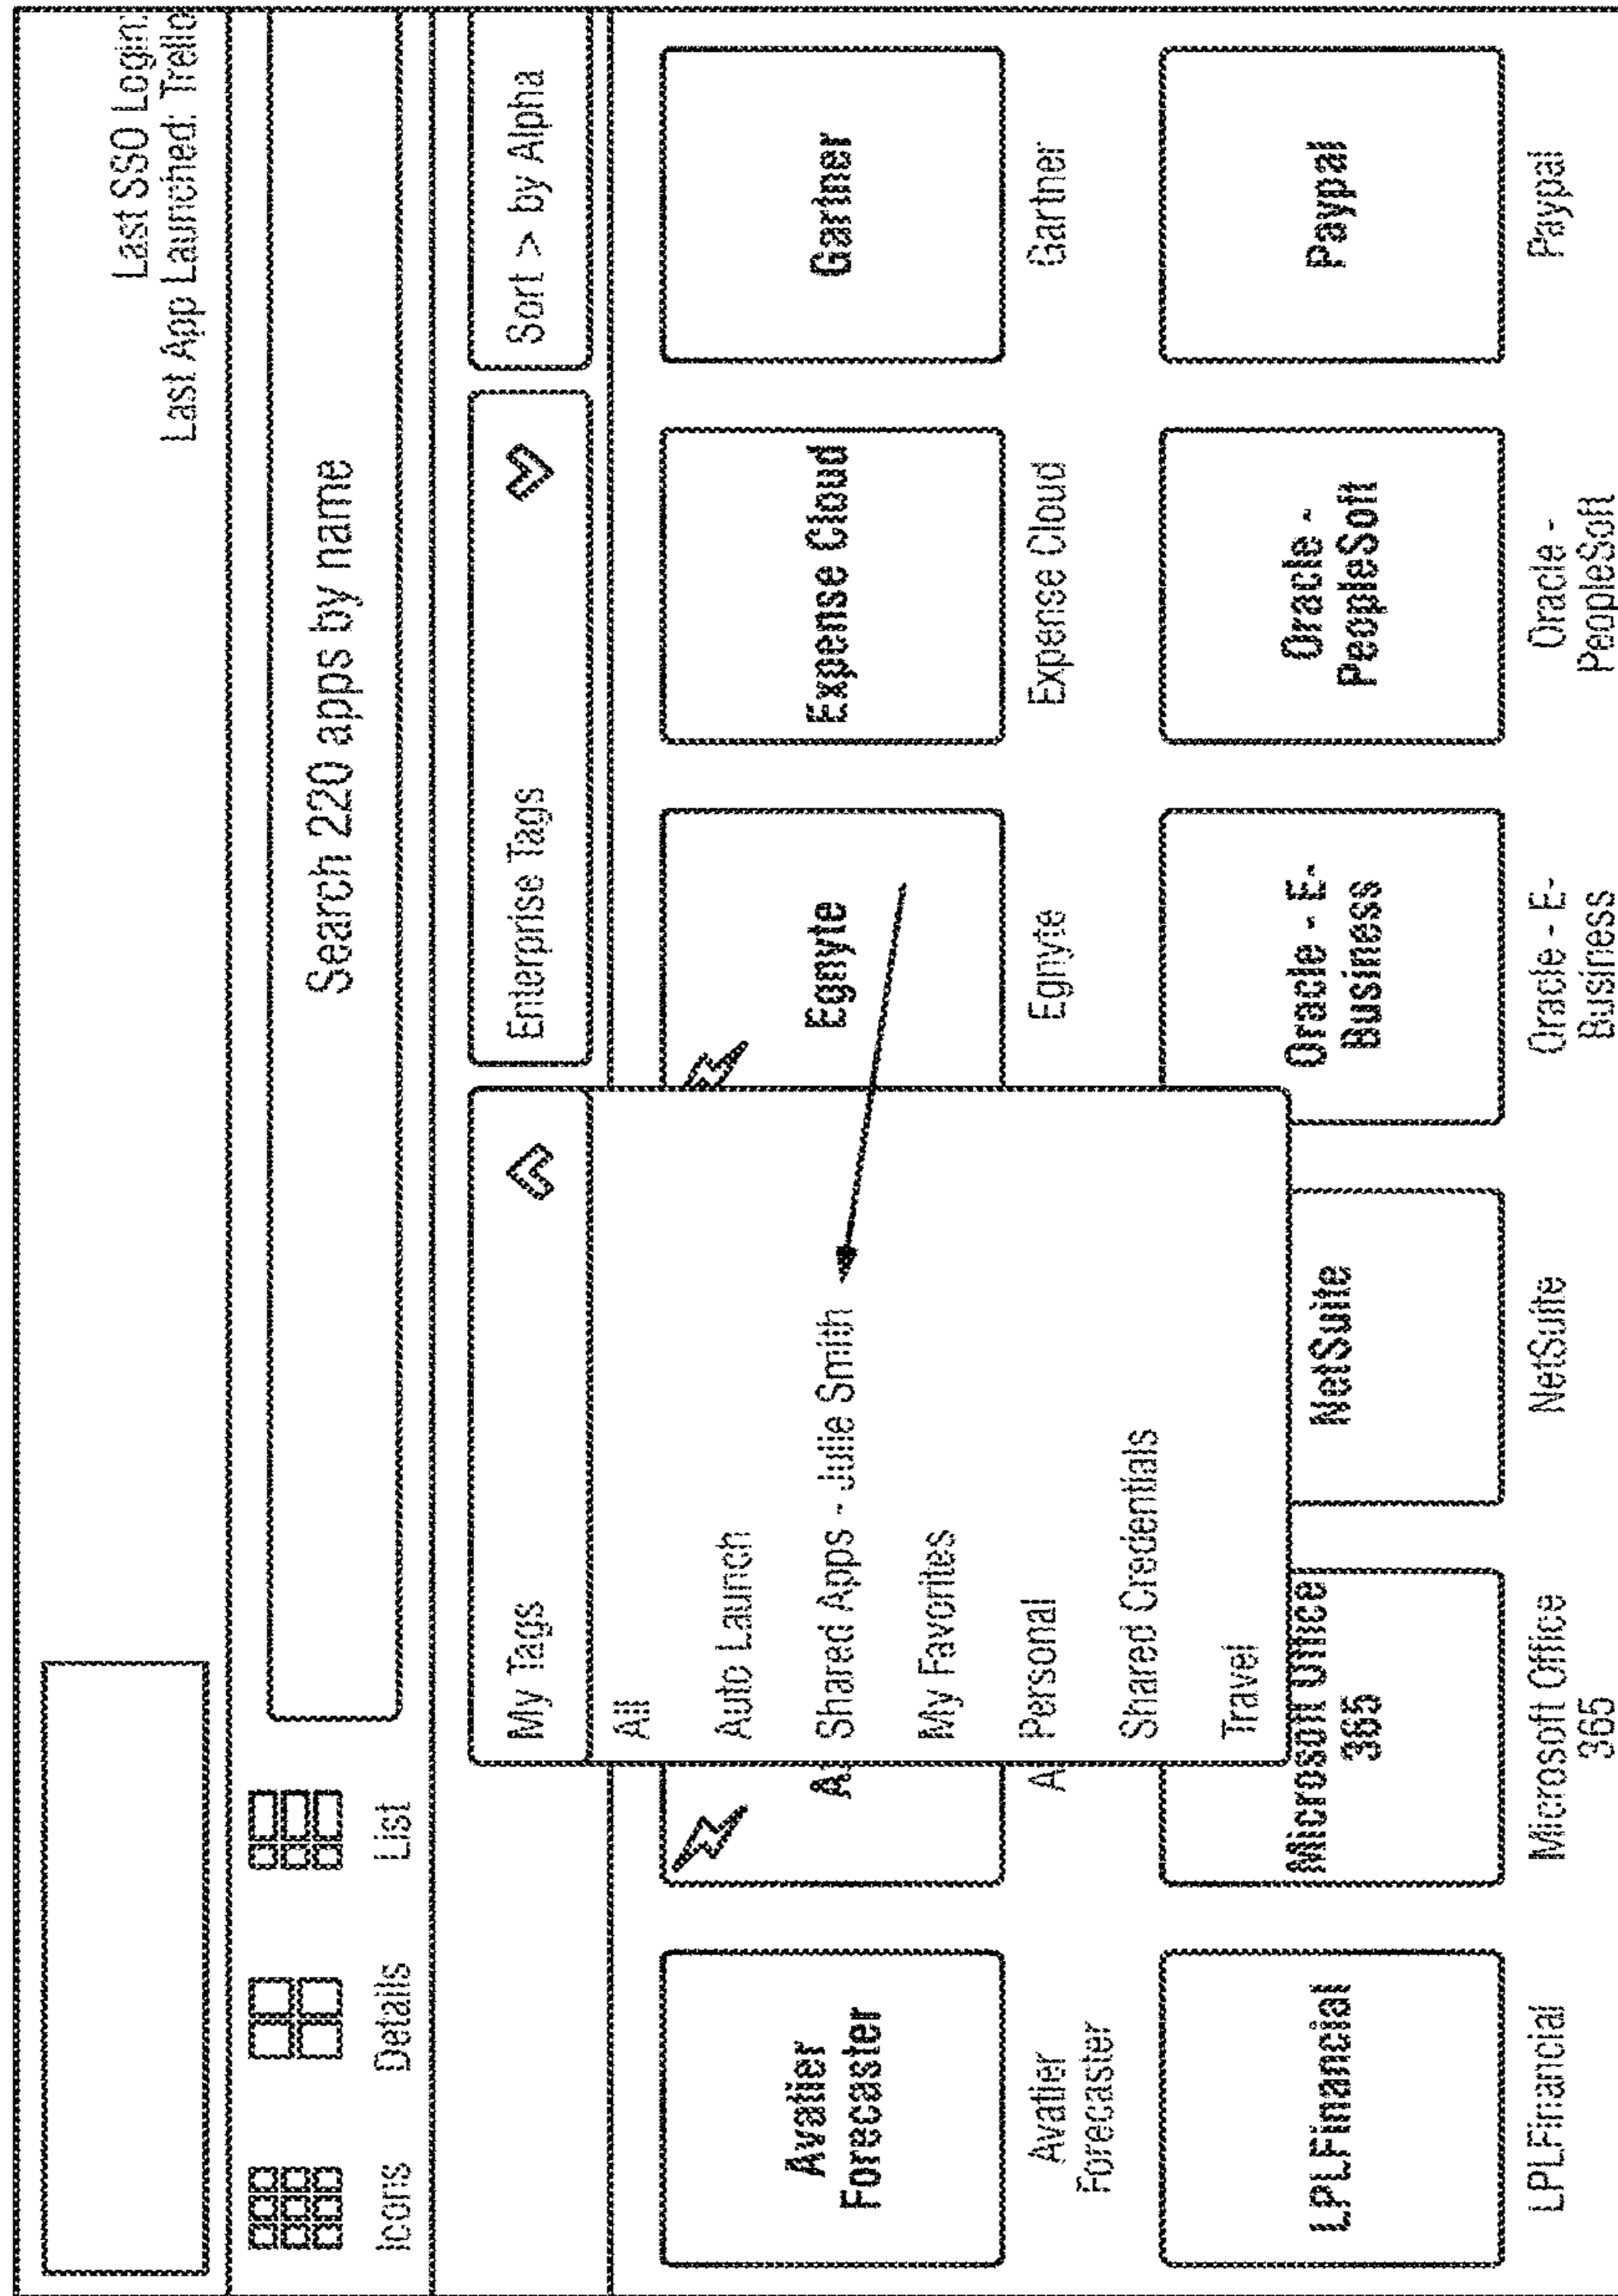 Last SSO Login:
Last App Launched: Trello
Icons
Details
List
Search 220 apps by name
My Tags
Enterprise Tags
Sort > by Alpha
All
Auto Launch
Shared Apps - Julie Smith
My Favorites
Personal
Shared Credentials
Travel
Avatier
Forecaster
A
Egnyte
Expense Cloud
Gartner
Avatier
Forecaster
A
Egnyte
Expense Cloud
Gartner
LPLFinancial
Microsoft Office
365
NetSuite
Oracle - E-
Business
Oracle -
PeopleSoft
Paypal
LPLFinancial
Microsoft Office
365
NetSuite
Oracle - E-
Business
Oracle -
PeopleSoft
Paypal